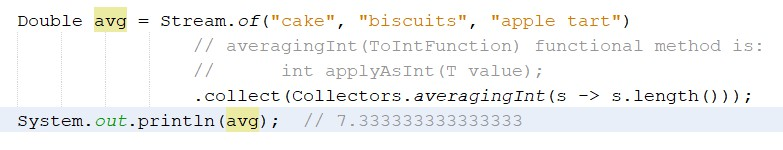 Double avg = Stream.of("cake", "biscuits", "apple tart")
// averagingInt(ToIntFunction) functional method is:
//      int applyAsInt(T value);
.collect(Collectors.averagingInt(s -> s.length()));
System.out.println(avg);  // 7.333333333333333